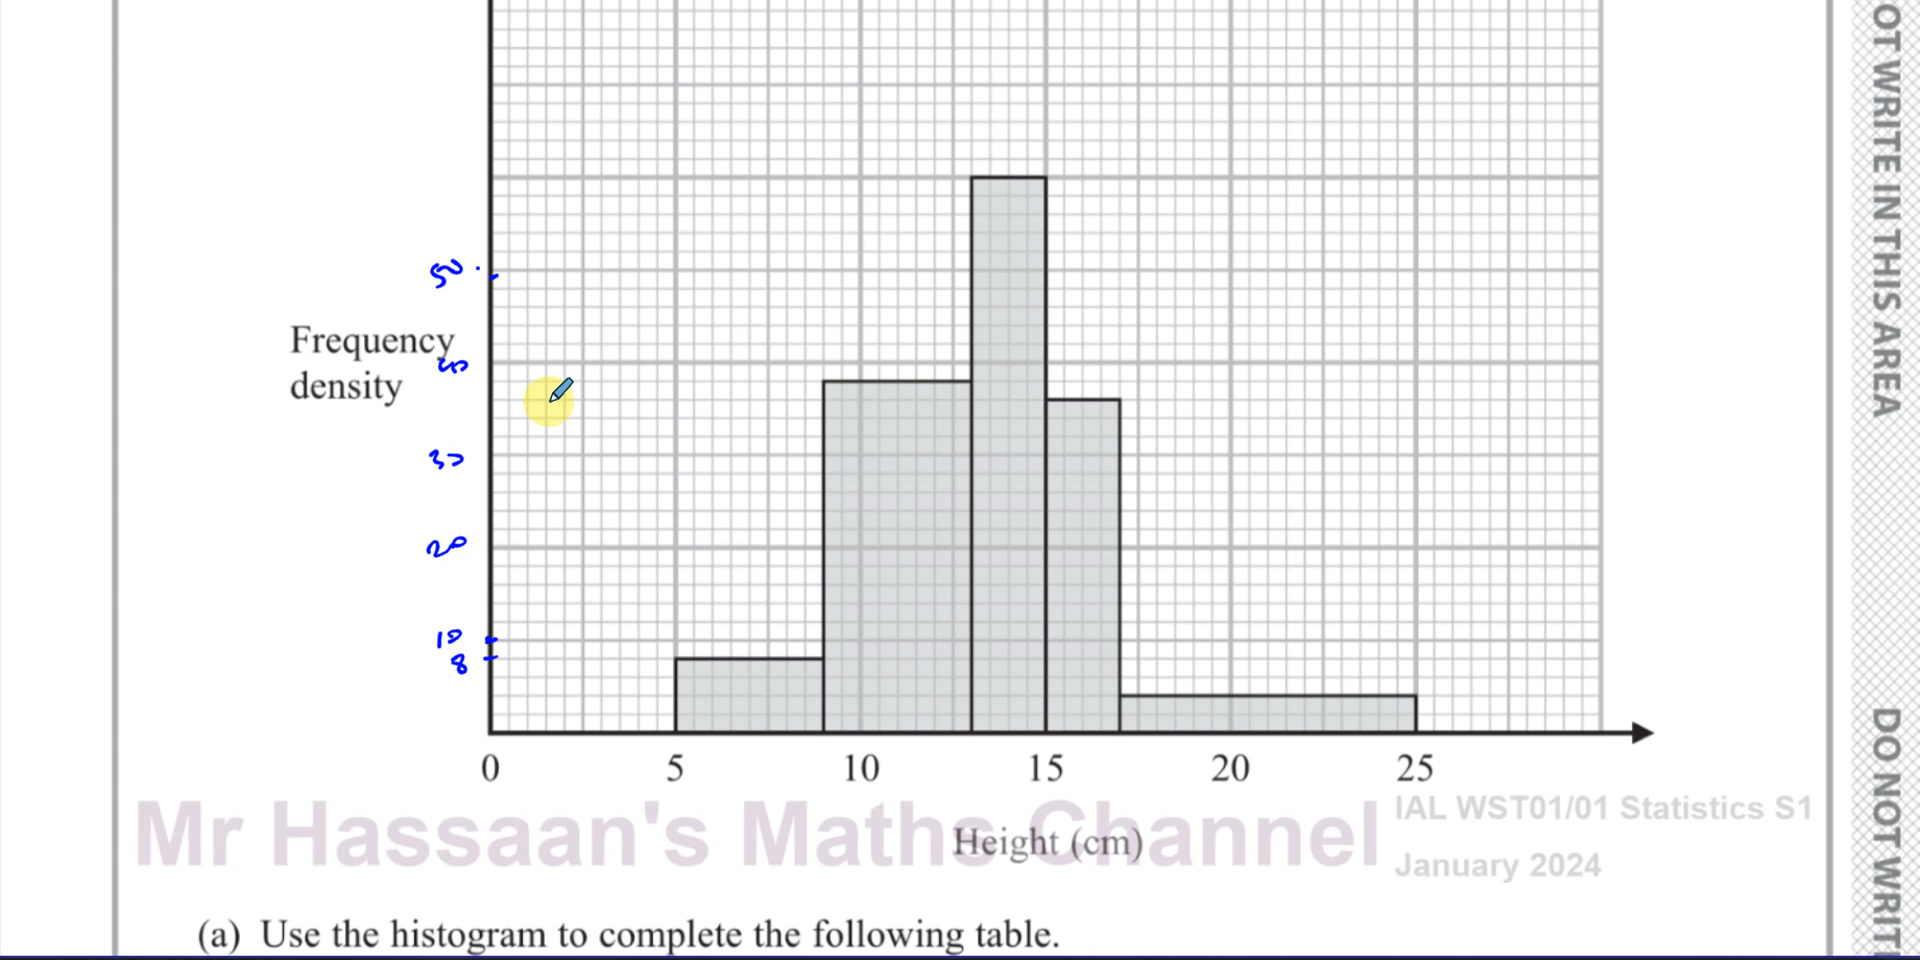 OT WRITE IN THIS AREA
50
Frequency
density
40
30
20
10
8
0 5 10 15 20 25
Height (cm)
Mr Hassaan's Maths Channel
IAL WST01/01 Statistics S1
January 2024
(a) Use the histogram to complete the following table.
DO NOT WRIT